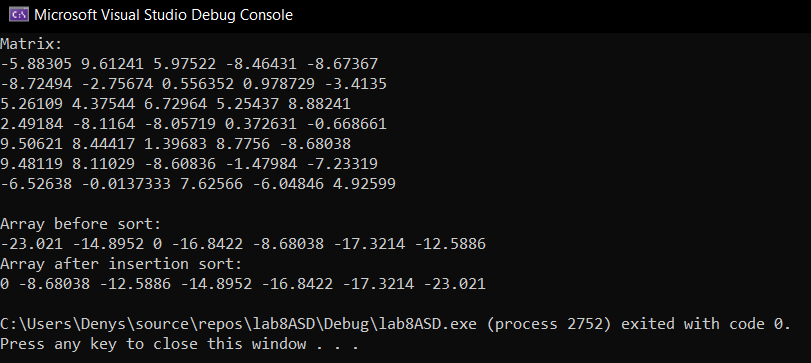 Microsoft Visual Studio Debug Console
Matrix:
-5.88305 9.61241 5.97522 -8.46431 -8.67367
-8.72494 -2.75674 0.556352 0.978729 -3.4135
5.26109 4.37544 6.72964 5.25437 8.88241
2.49184 -8.1164 -8.05719 0.372631 -0.668661
9.50621 8.44417 1.39683 8.7756 -8.68038
9.48119 8.11029 -8.60836 -1.47984 -7.23319
-6.52638 -0.0137333 7.62566 -6.04846 4.92599
Array before sort:
-23.021 -14.8952 0 -16.8422 -8.68038 -17.3214 -12.5886
Array after insertion sort:
0 -8.68038 -12.5886 -14.8952 -16.8422 -17.3214 -23.021
C:\Users\Denys\source\repos\lab8ASD\Debug\lab8ASD.exe (process 2752) exited with code 0.
Press any key to close this window . . .